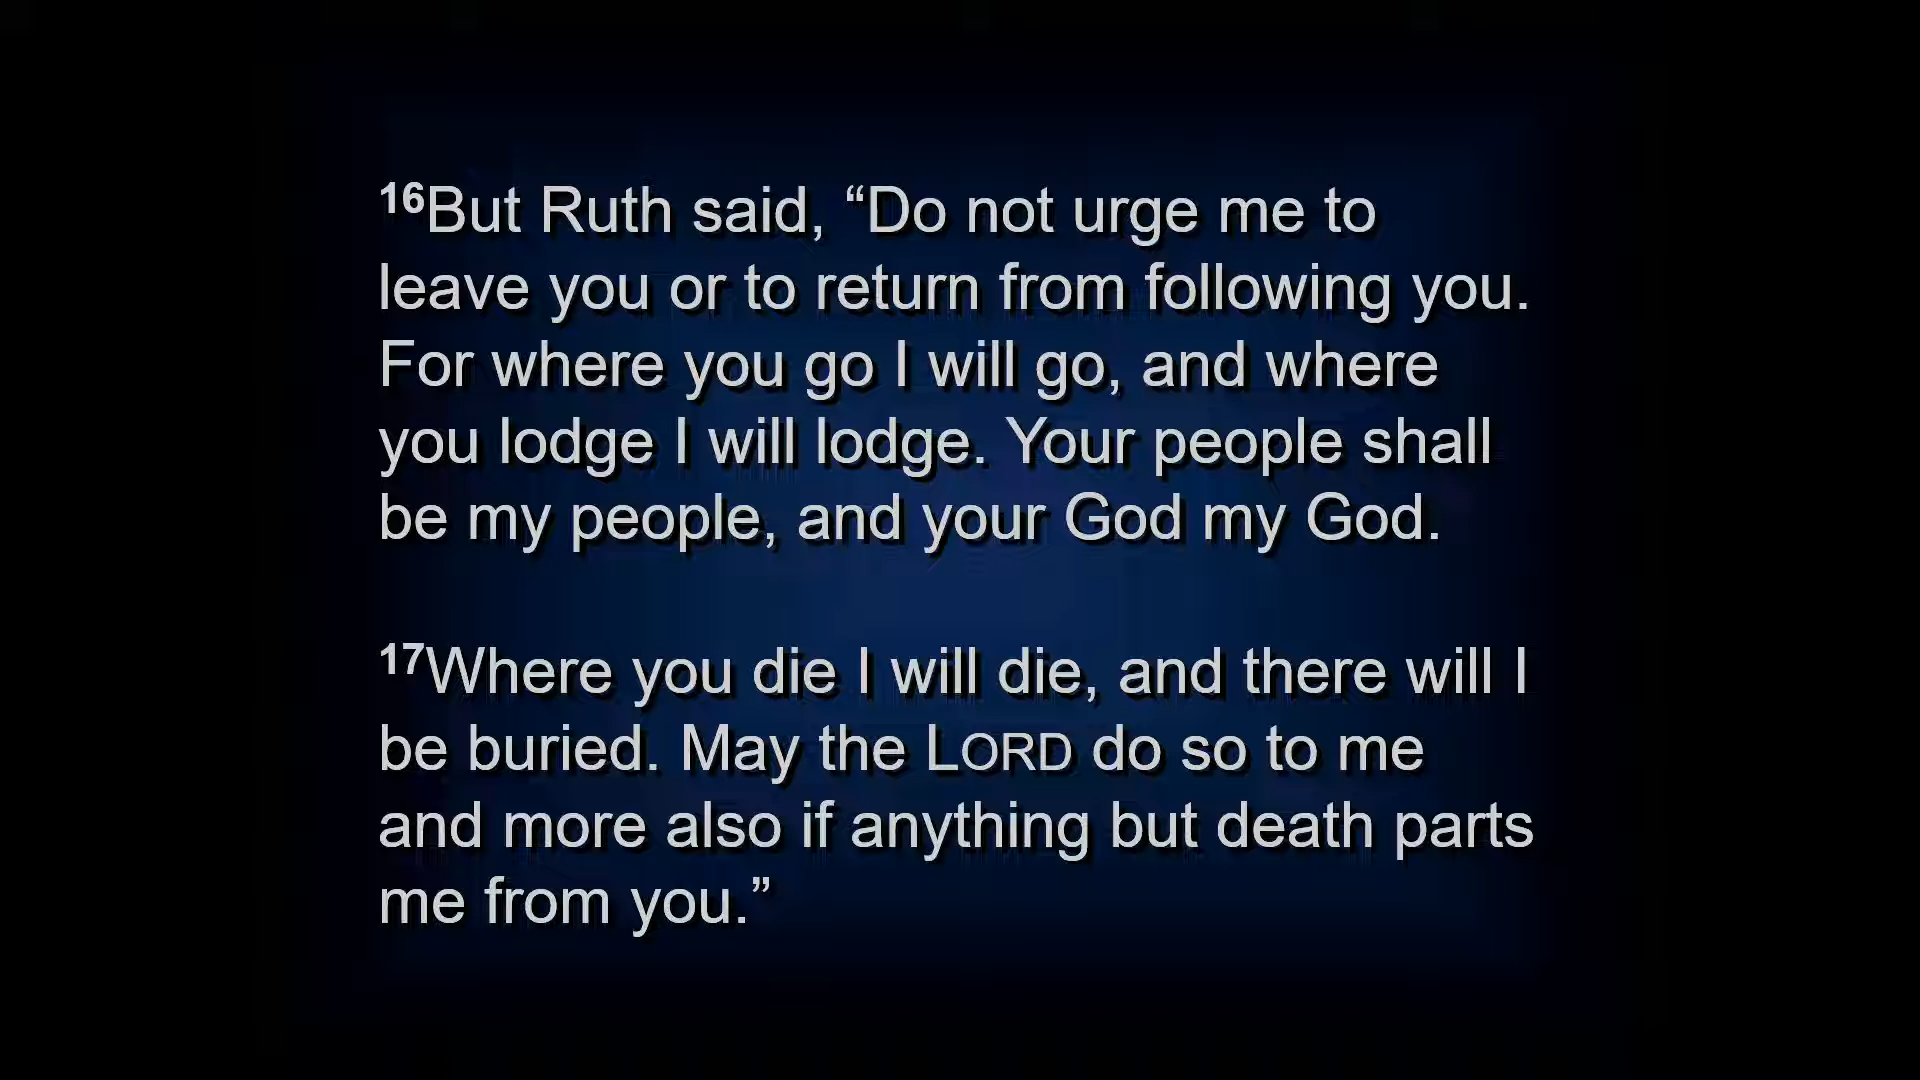 16But Ruth said, “Do not urge me to
leave you or to return from following you.
For where you go I will go, and where
you lodge I will lodge. Your people shall
be my people, and your God my God.
17Where you die I will die, and there will I
be buried. May the LORD do so to me
and more also if anything but death parts
me from you.”